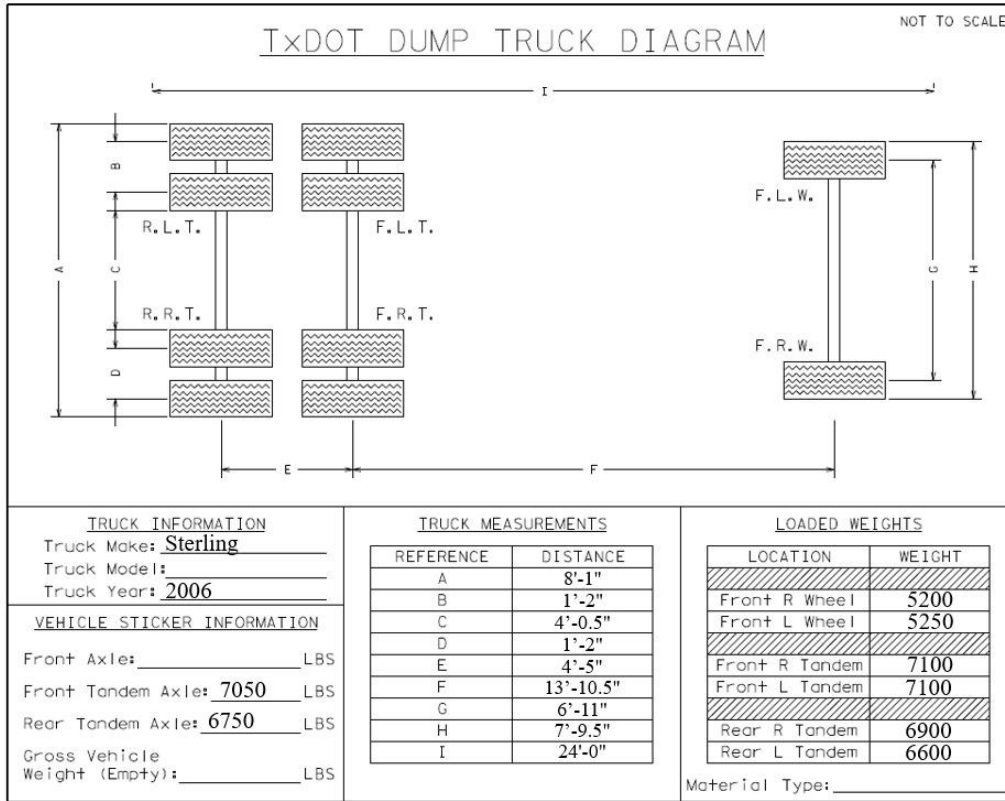 NOT TO SCALE
TxDOT DUMP TRUCK DIAGRAM
I
B
A
C
D
R.L.T.
F.L.T.
F.L.W.
G
H
R.R.T.
F.R.T.
F.R.W.
E
F
TRUCK INFORMATION
Truck Make: Sterling
Truck Model:
Truck Year: 2006
VEHICLE STICKER INFORMATION
Front Axle: LBS
Front Tandem Axle: 7050 LBS
Rear Tandem Axle: 6750 LBS
Gross Vehicle
Weight (Empty): LBS
TRUCK MEASUREMENTS
REFERENCE DISTANCE
A 8'-1"
B 1'-2"
C 4'-0.5"
D 1'-2"
E 4'-5"
F 13'-10.5"
G 6'-11"
H 7'-9.5"
I 24'-0"
LOADED WEIGHTS
LOCATION WEIGHT
Front R Wheel 5200
Front L Wheel 5250
Front R Tandem 7100
Front L Tandem 7100
Rear R Tandem 6900
Rear L Tandem 6600
Material Type: